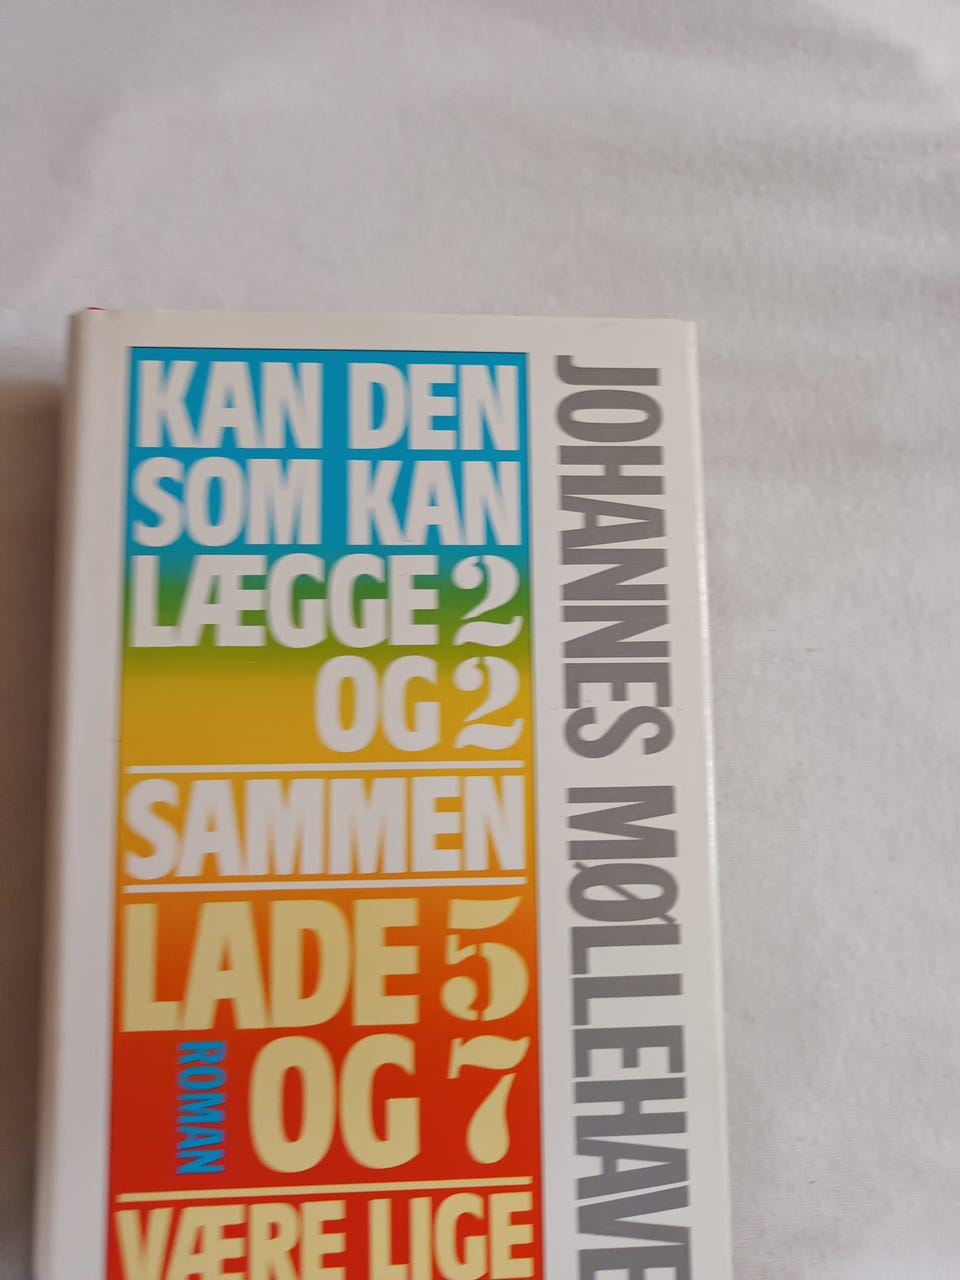 KAN DEN
SOM KAN
LÆGGE 2
OG 2
SAMMEN
LADE 5
OG 7
ROMAN
VÆRE LIGE
JOHANNES MØLLEHAVE